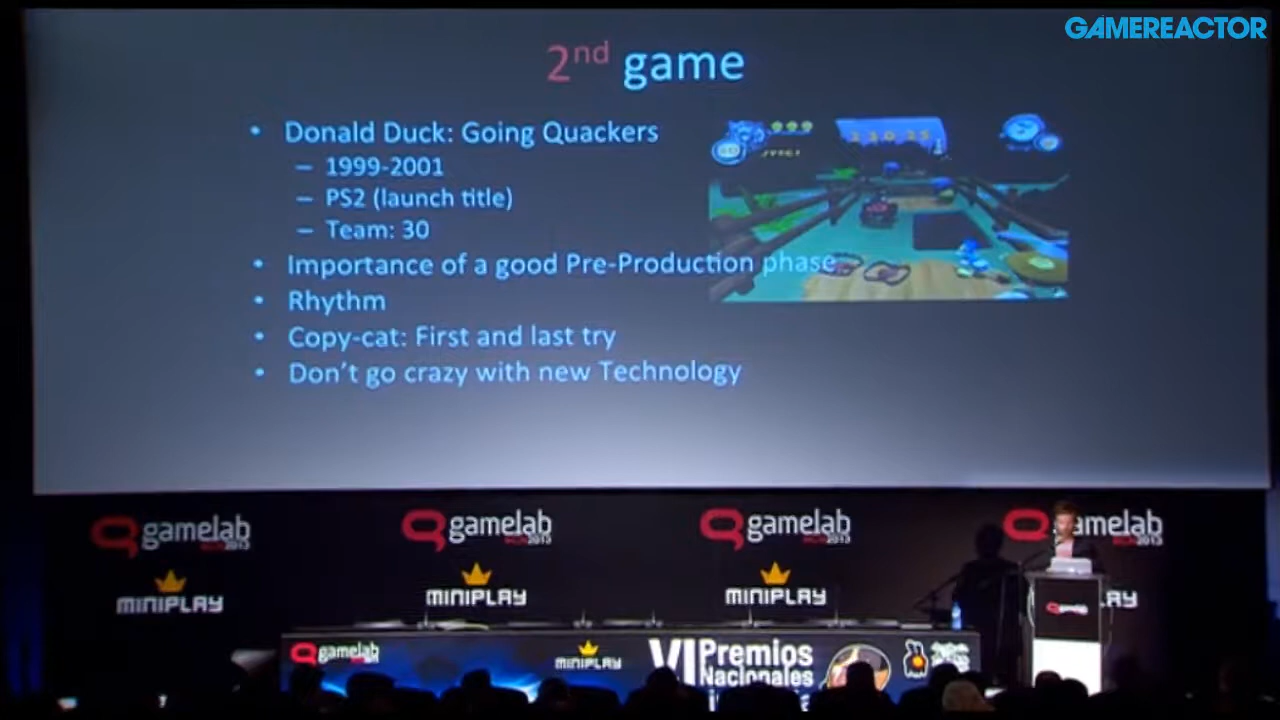 GAMEREACTOR
2nd game
• Donald Duck: Going Quackers
– 1999-2001
– PS2 (launch title)
– Team: 30
• Importance of a good Pre-Production phase
• Rhythm
• Copy-cat: First and last try
• Don't go crazy with new Technology
gamelab
gamelab
gamelab
amelab
MINIPLAY
MINIPLAY
MINIPLAY
gamelab
gamelab
MINIPLAY
VI Premios
Nacionales